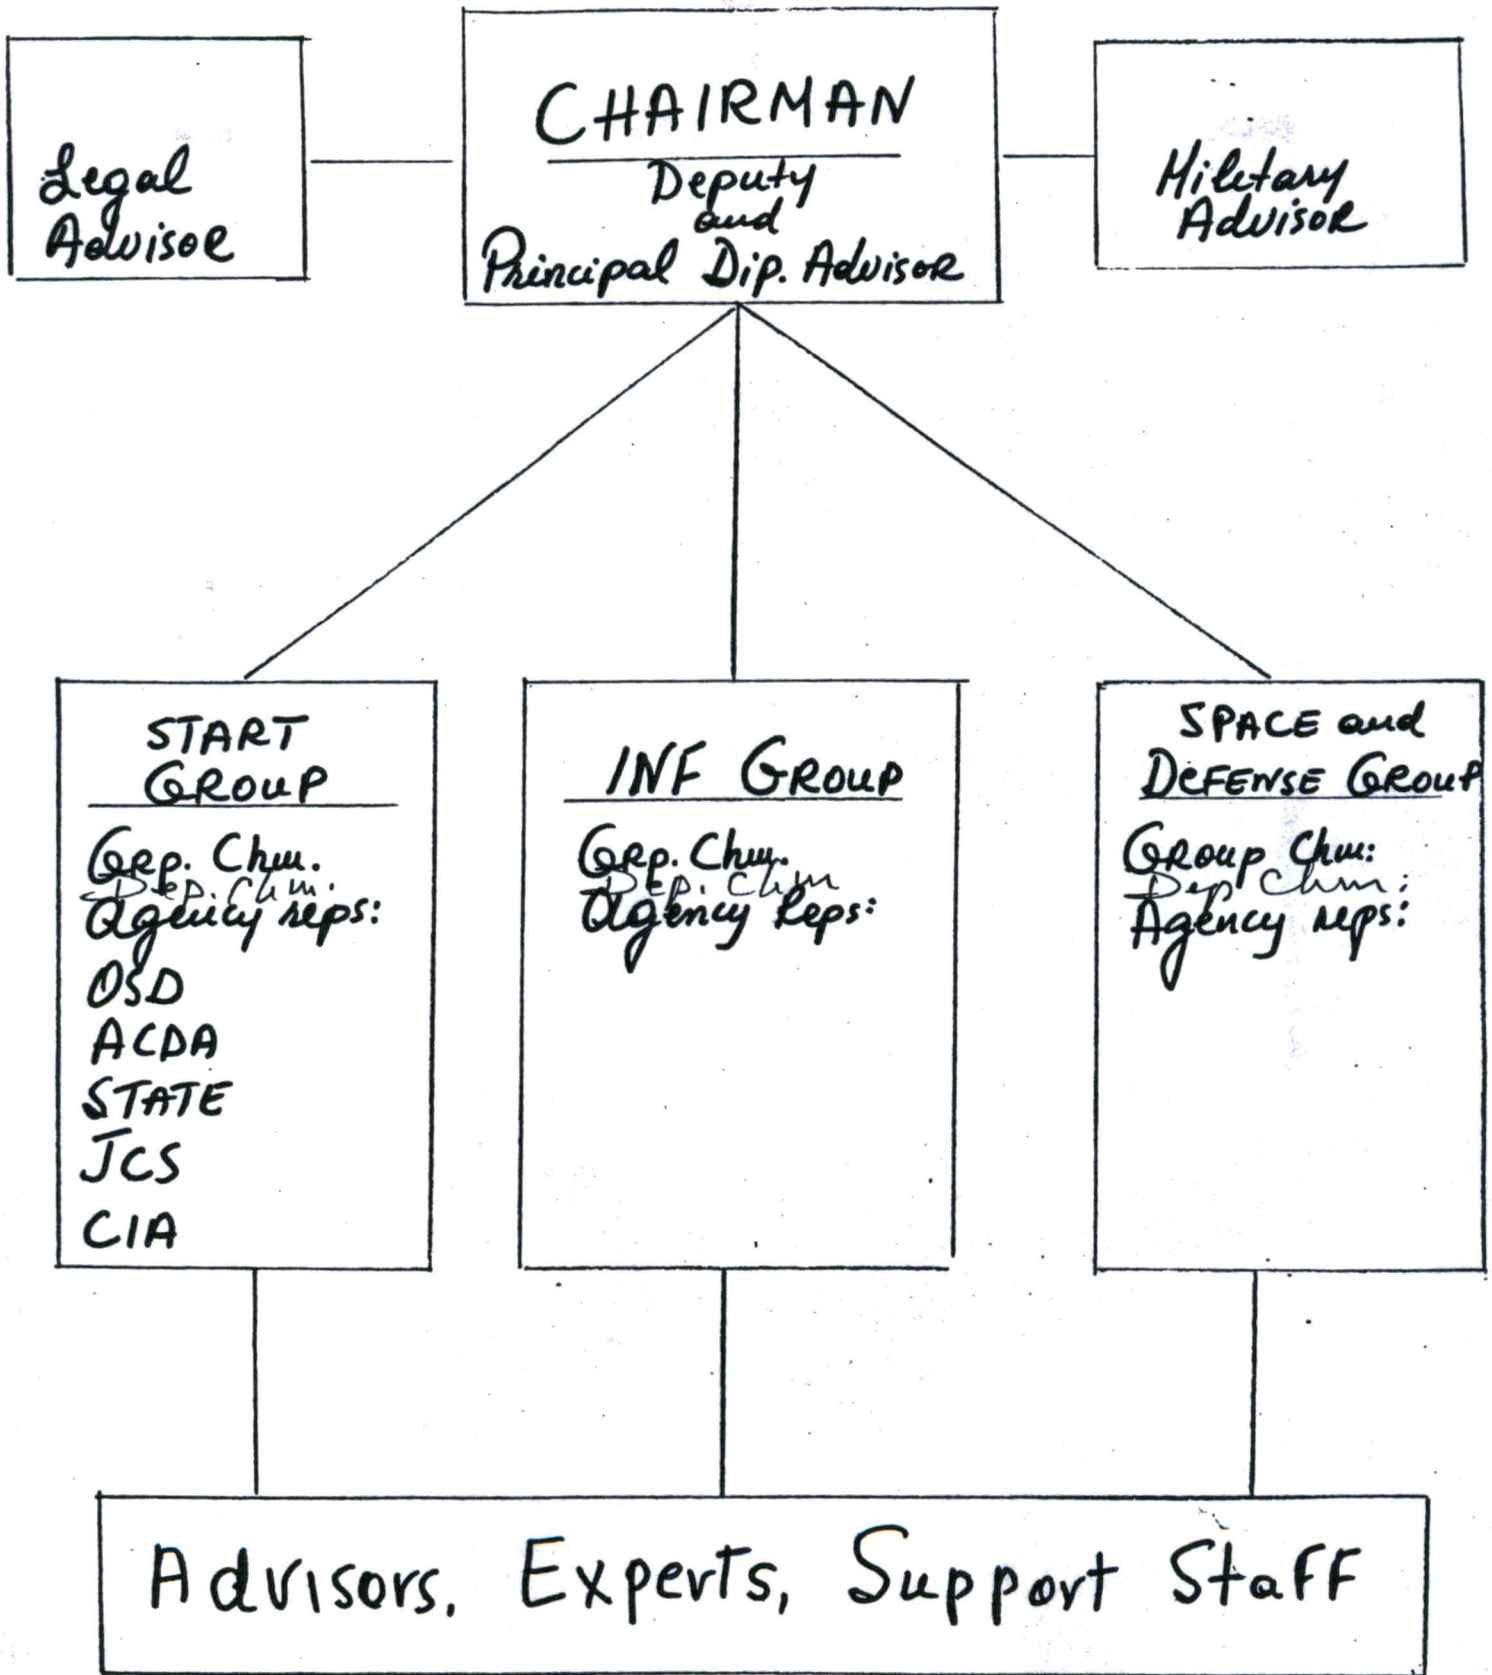 Legal
Advisor
CHAIRMAN
Deputy
and
Principal Dip. Advisor
Military
Advisor
START
GROUP
Grp. Chm.
Dep. Chm.
Agency reps:
OSD
ACDA
STATE
JCS
CIA
INF GROUP
Grp. Chm.
Dep. Chm
Agency Reps:
SPACE and
DEFENSE GROUP
Group Chm:
Dep Chm:
Agency reps:
Advisors, Experts, Support Staff